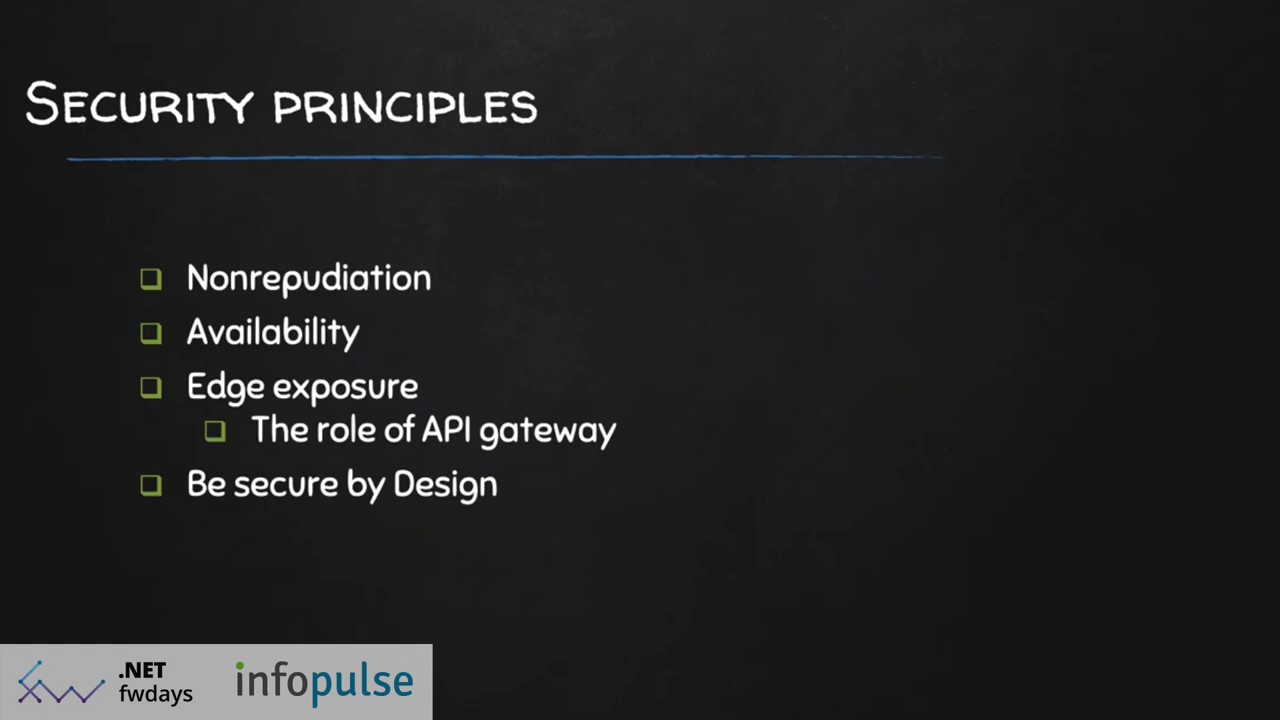 Security principles
Nonrepudiation
Availability
Edge exposure
The role of API gateway
Be secure by Design
.NET
fwdays
infopulse